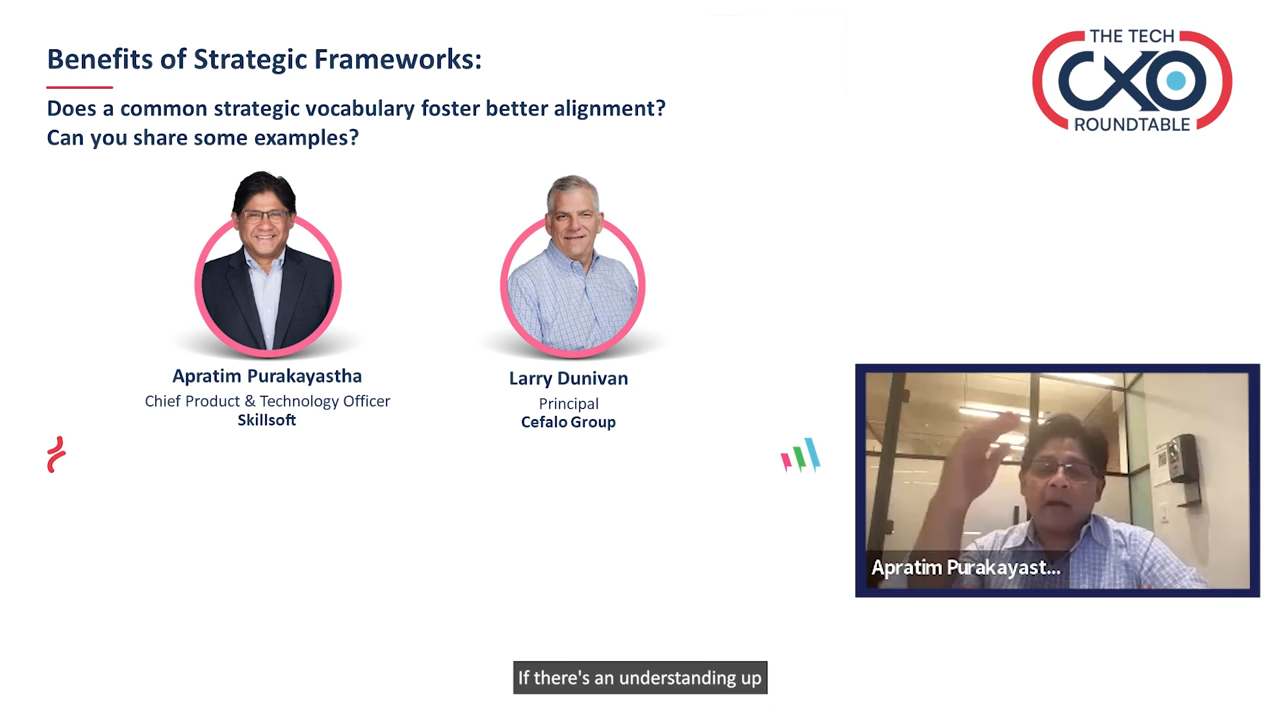 Benefits of Strategic Frameworks:
Does a common strategic vocabulary foster better alignment?
Can you share some examples?
THE TECH
CXO
ROUNDTABLE
Apratim Purakayastha
Chief Product & Technology Officer
Skillsoft
Larry Dunivan
Principal
Cefalo Group
Apratim Purakayast...
If there's an understanding up